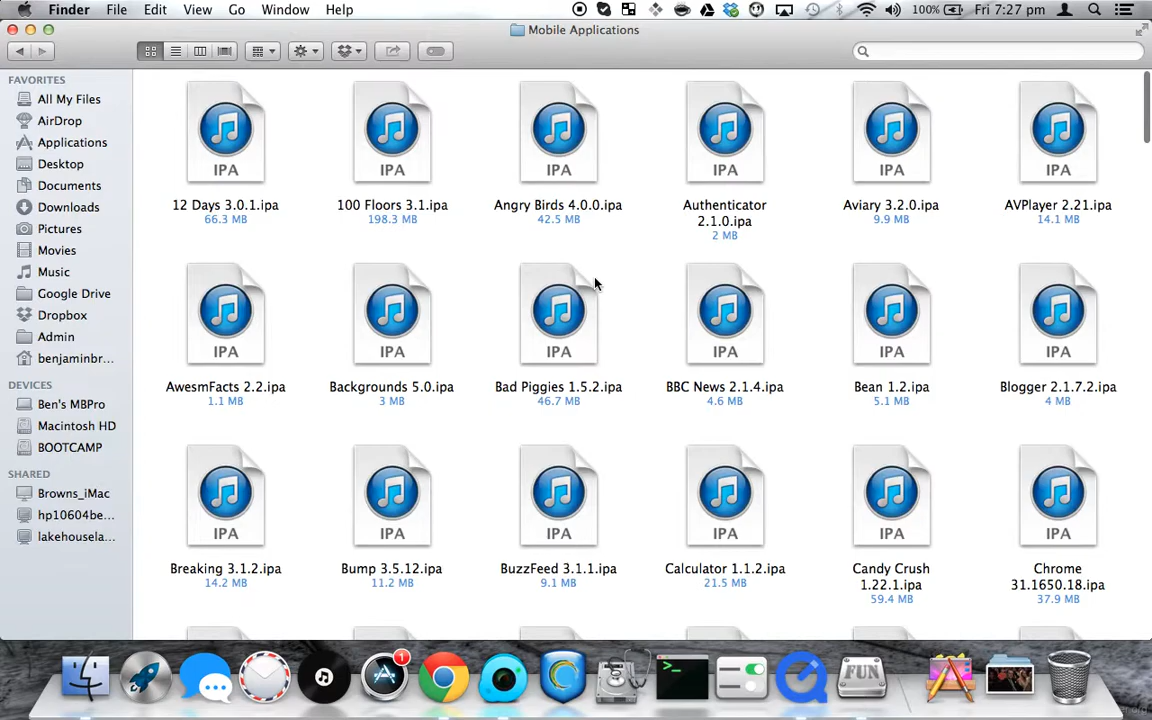 Finder File Edit View Go Window Help 100% Fri 7:27 pm
Mobile Applications
FAVORITES
All My Files
AirDrop
Applications
Desktop
Documents
Downloads
Pictures
Movies
Music
Google Drive
Dropbox
Admin
benjaminbr...
DEVICES
Ben's MBPro
Macintosh HD
BOOTCAMP
SHARED
Browns_iMac
hp10604be...
lakehousela...
IPA IPA IPA IPA IPA IPA
12 Days 3.0.1.ipa 100 Floors 3.1.ipa Angry Birds 4.0.0.ipa Authenticator Aviary 3.2.0.ipa AVPlayer 2.21.ipa
66.3 MB 198.3 MB 42.5 MB 2.1.0.ipa 9.9 MB 14.1 MB
2 MB
IPA IPA IPA IPA IPA IPA
AwesmFacts 2.2.ipa Backgrounds 5.0.ipa Bad Piggies 1.5.2.ipa BBC News 2.1.4.ipa Bean 1.2.ipa Blogger 2.1.7.2.ipa
1.1 MB 3 MB 46.7 MB 4.6 MB 5.1 MB 4 MB
IPA IPA IPA IPA IPA IPA
Breaking 3.1.2.ipa Bump 3.5.12.ipa BuzzFeed 3.1.1.ipa Calculator 1.1.2.ipa Candy Crush Chrome
14.2 MB 11.2 MB 9.1 MB 21.5 MB 1.22.1.ipa 31.1650.18.ipa
59.4 MB 37.9 MB
1
>_
FUN